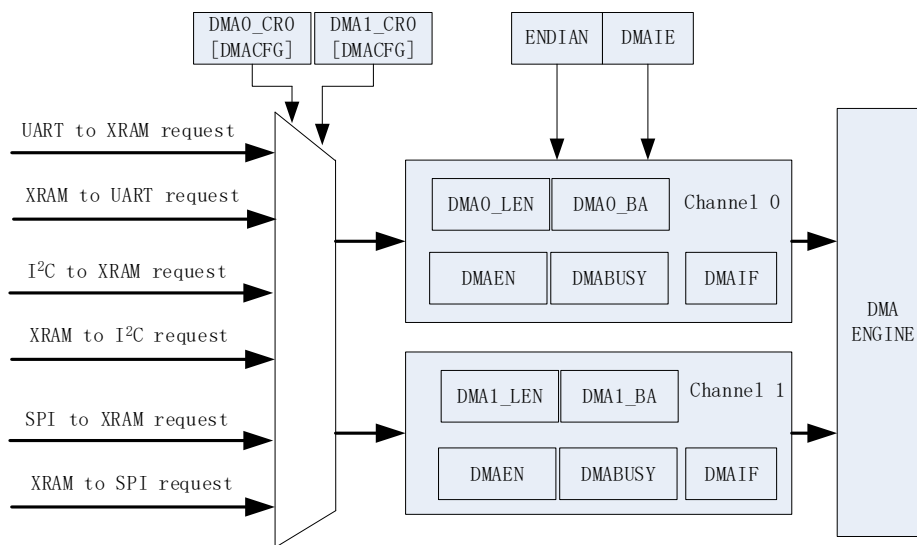 DMA0_CR0
[DMACFG]
DMA1_CR0
[DMACFG]
ENDIAN
DMAIE
UART to XRAM request
XRAM to UART request
I²C to XRAM request
XRAM to I²C request
SPI to XRAM request
XRAM to SPI request
DMA0_LEN
DMA0_BA
Channel 0
DMAEN
DMABUSY
DMAIF
DMA1_LEN
DMA1_BA
Channel 1
DMAEN
DMABUSY
DMAIF
DMA
ENGINE